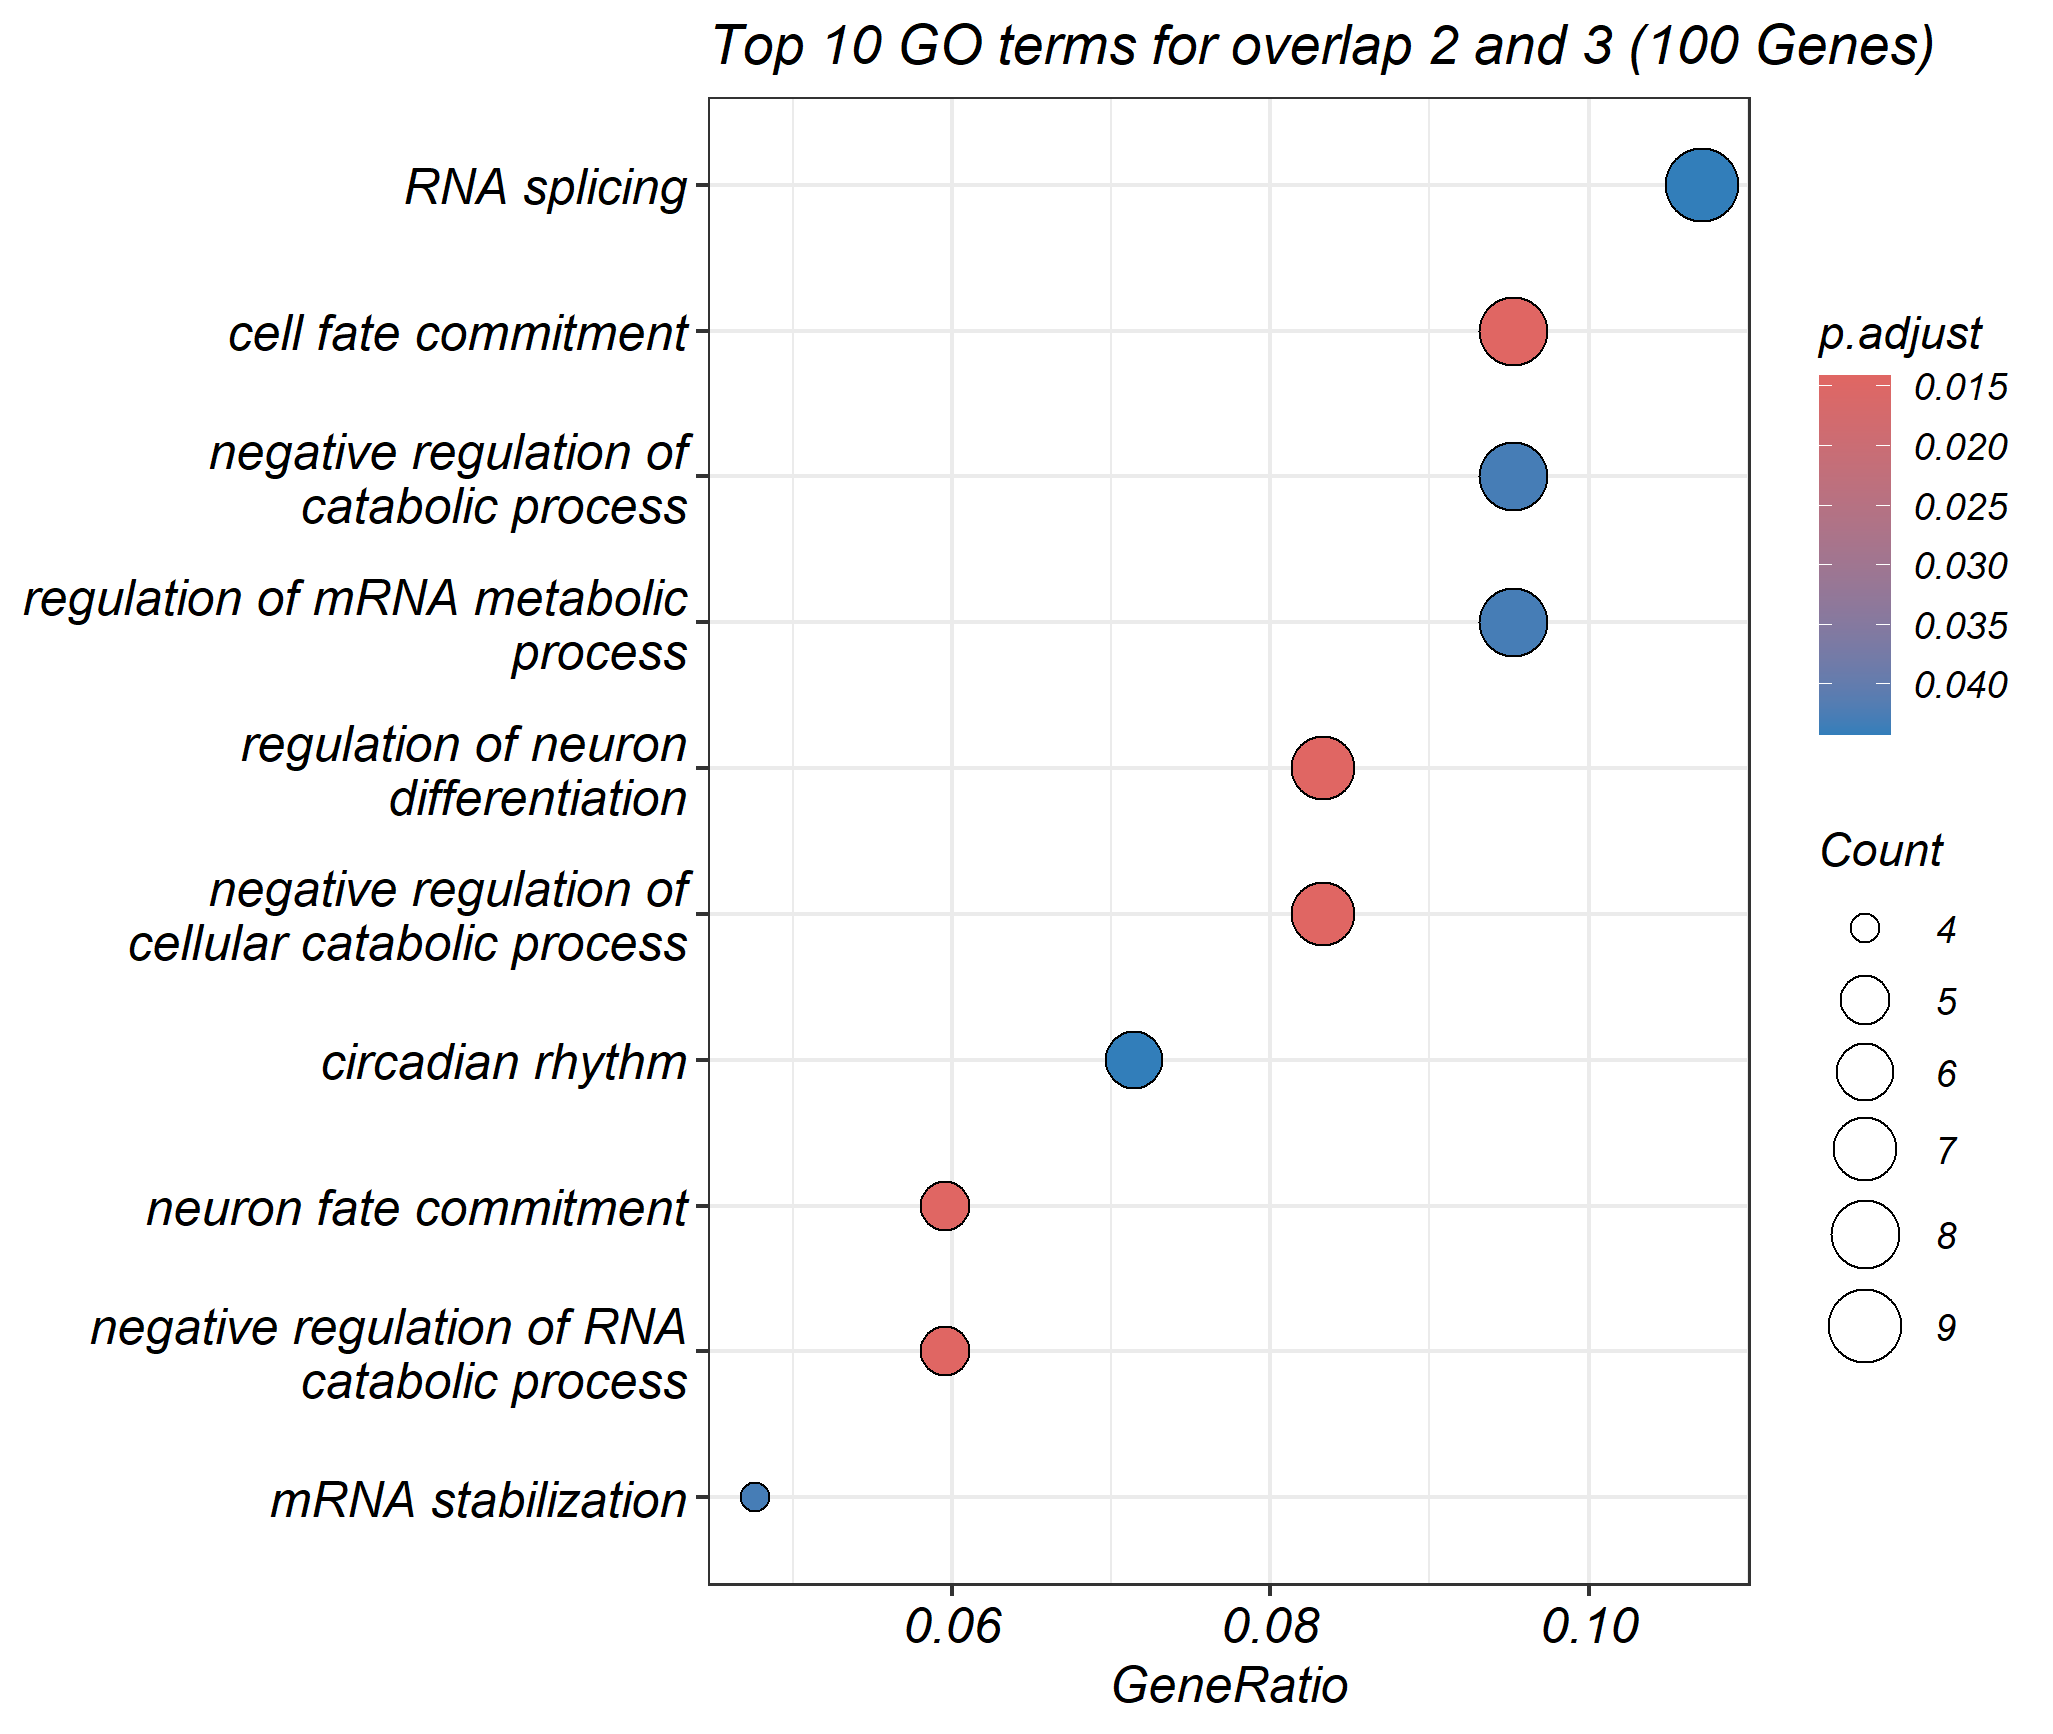 Top 10 GO terms for overlap 2 and 3 (100 Genes)
RNA splicing
cell fate commitment
negative regulation of
catabolic process
regulation of mRNA metabolic
process
regulation of neuron
differentiation
negative regulation of
cellular catabolic process
circadian rhythm
neuron fate commitment
negative regulation of RNA
catabolic process
mRNA stabilization
0.06
0.08
0.10
GeneRatio
p.adjust
0.015
0.020
0.025
0.030
0.035
0.040
Count
4
5
6
7
8
9